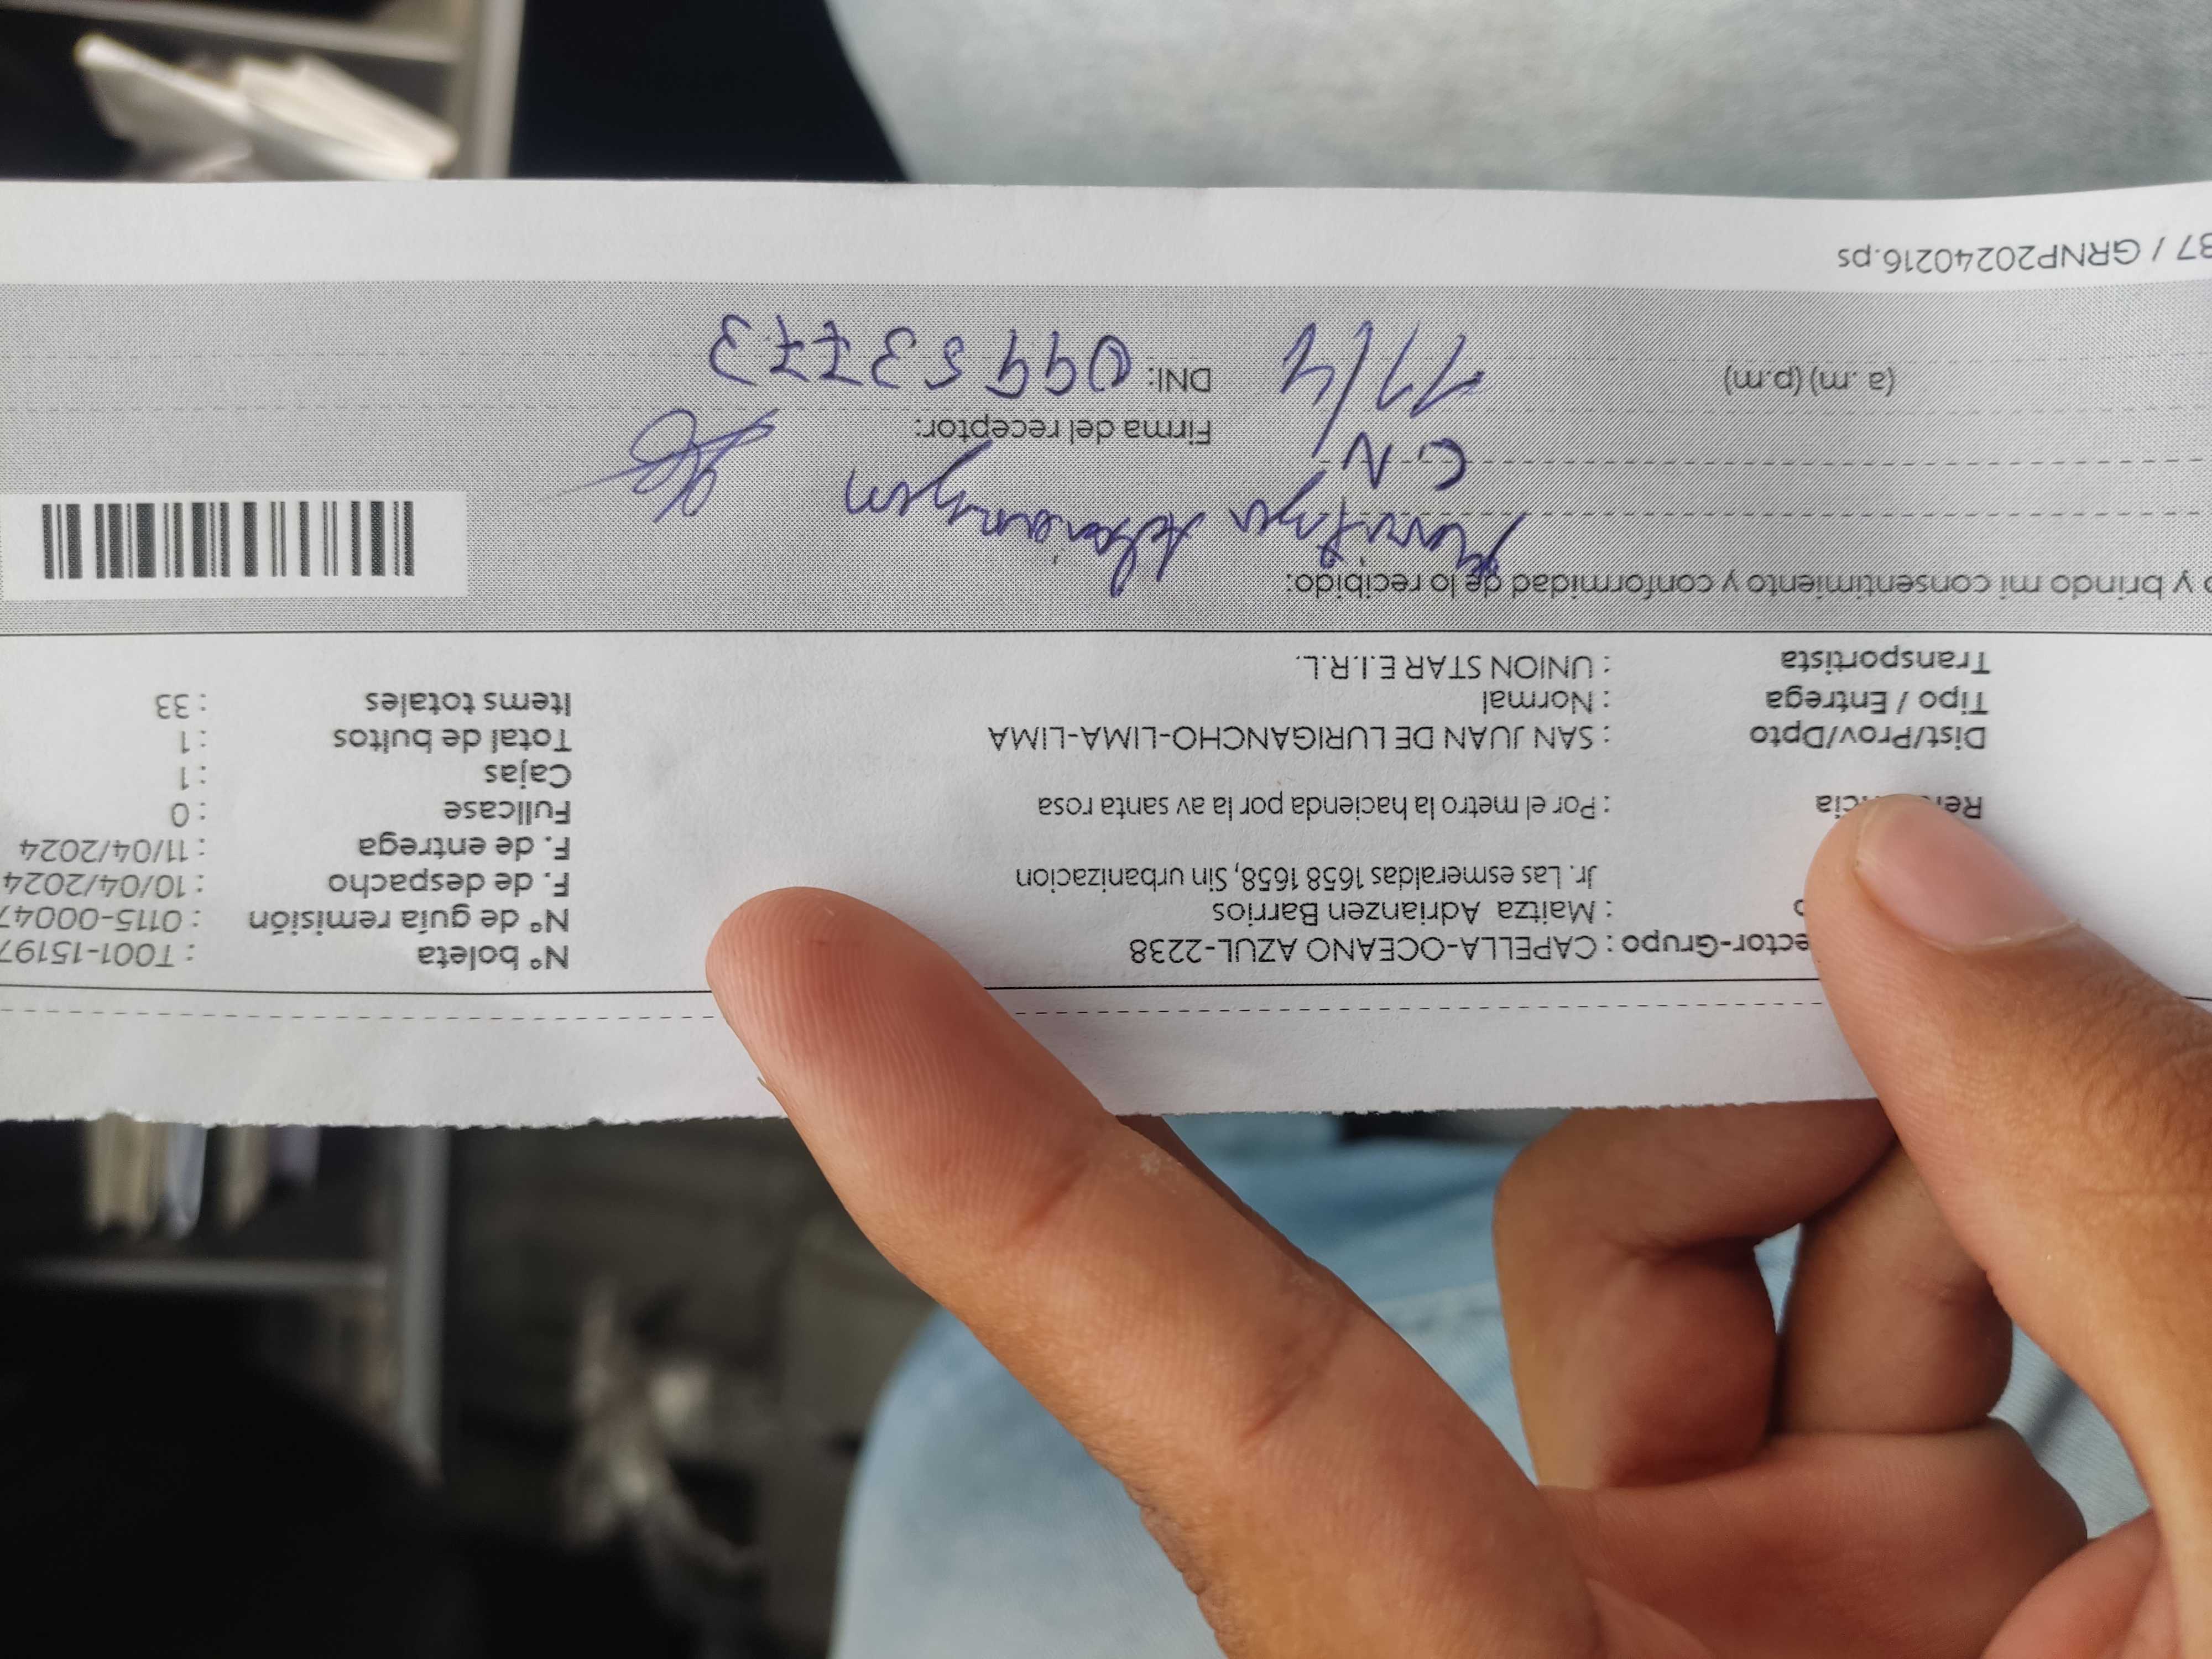 ector-Grupo : CAPELLA-OCEANO AZUL-2238
o : Maitza Adrianzen Barrios
Jr. Las esmeraldas 1658 1658, Sin urbanizacion
: Por el metro la hacienda por la av santa rosa
Dist/Prov/Dpto : SAN JUAN DE LURIGANCHO-LIMA-LIMA
Tipo / Entrega : Normal
Transportista : UNION STAR E.I.R.L.
N° boleta : T001-15197
N° de guía remisión : 0115-00047
F. de despacho : 10/04/2024
F. de entrega : 11/04/2024
Fullcase : 0
Cajas : 1
Total de bultos : 1
Items totales : 33
o y brindo mi consentimiento y conformidad de lo recibido:
C.N
Firma del receptor:
(a .m) (p.m) 11/4
DNI: 09953773
37 / GRNP20240216.ps